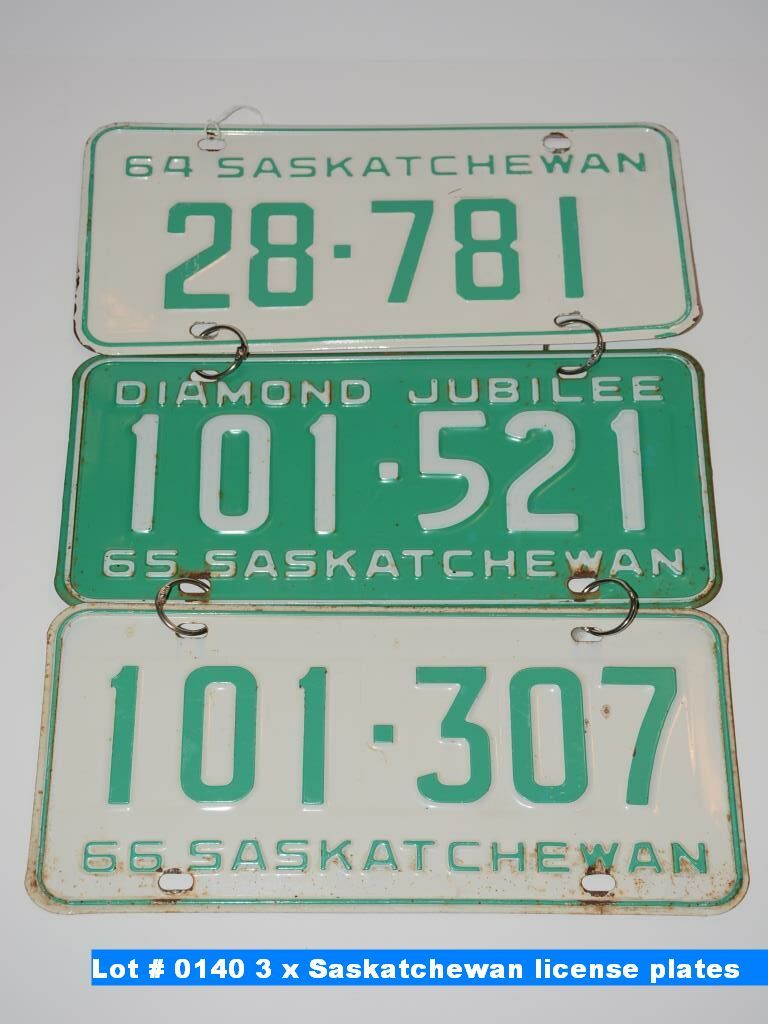 64 SASKATCHEWAN
28·781
DIAMOND JUBILEE
101·521
65 SASKATCHEWAN
101·307
66 SASKATCHEWAN
Lot # 0140 3 x Saskatchewan license plates